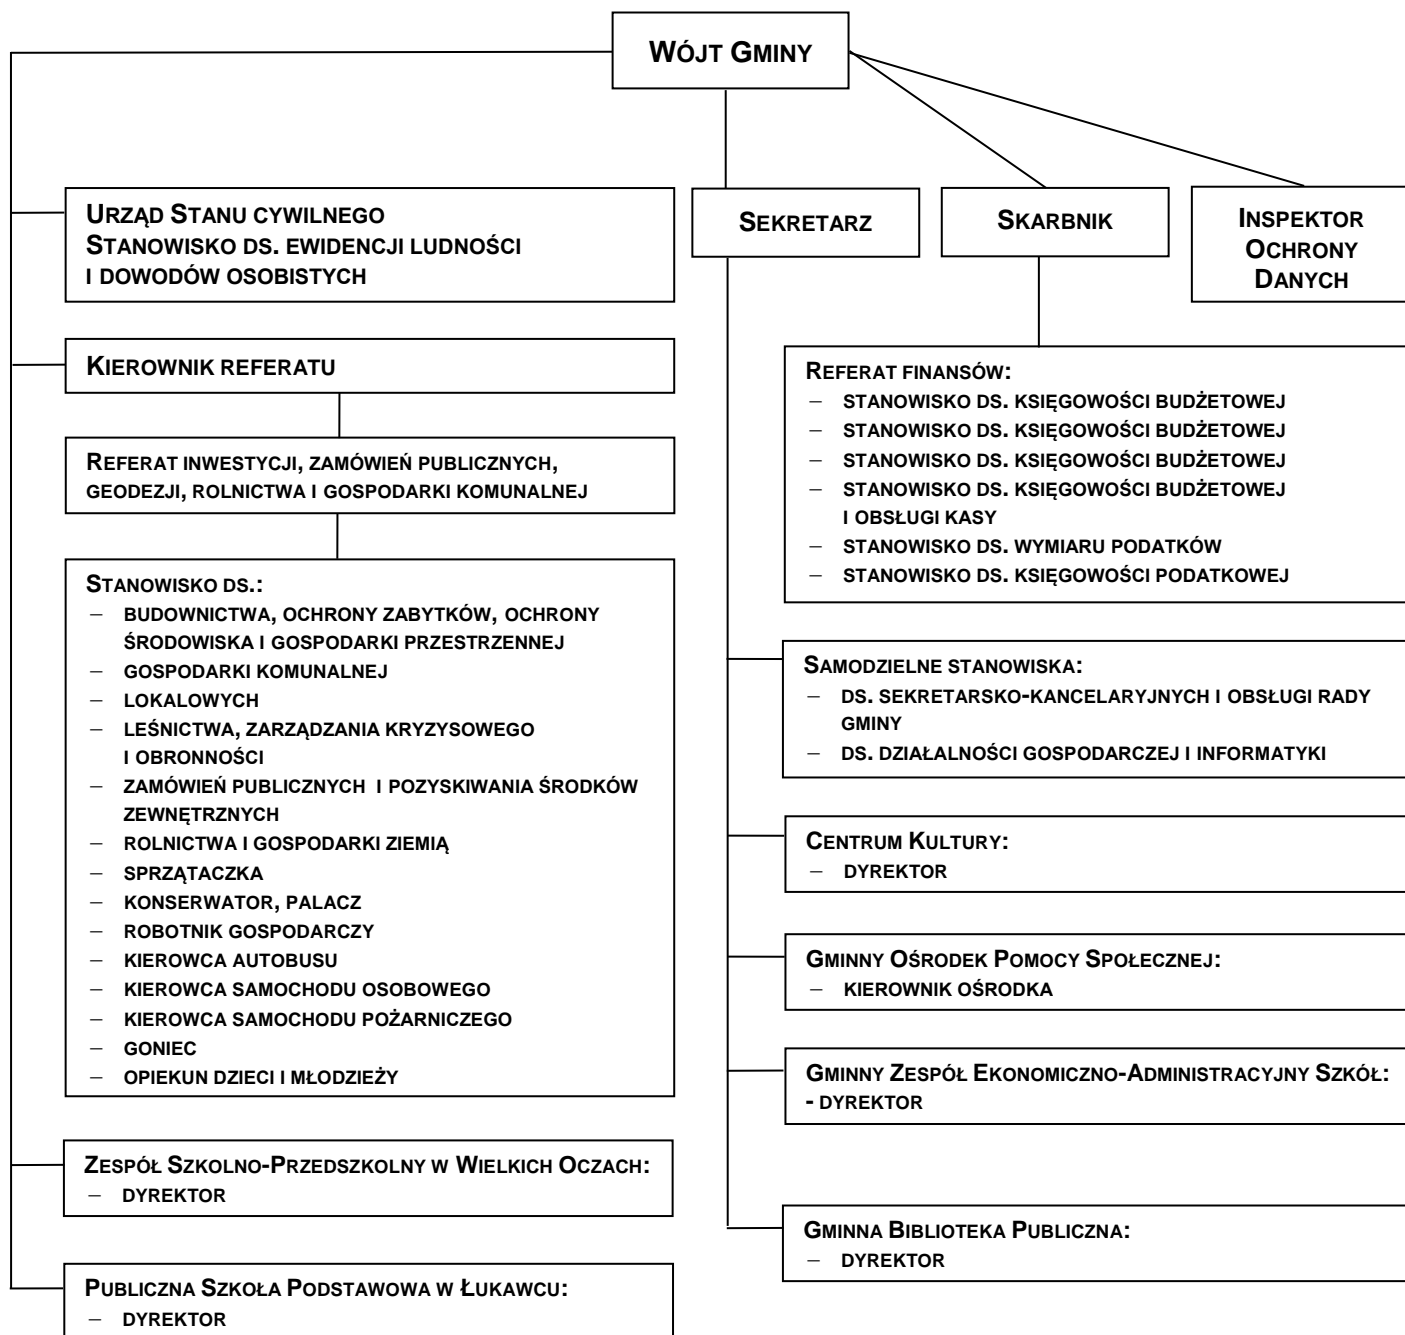 WÓJT GMINY
URZĄD STANU CYWILNEGO
STANOWISKO DS. EWIDENCJI LUDNOŚCI
I DOWODÓW OSOBISTYCH
SEKRETARZ
SKARBNIK
INSPEKTOR
OCHRONY
DANYCH
KIEROWNIK REFERATU
REFERAT INWESTYCJI, ZAMÓWIEŃ PUBLICZNYCH,
GEODEZJI, ROLNICTWA I GOSPODARKI KOMUNALNEJ
STANOWISKO DS.:
– BUDOWNICTWA, OCHRONY ZABYTKÓW, OCHRONY
ŚRODOWISKA I GOSPODARKI PRZESTRZENNEJ
– GOSPODARKI KOMUNALNEJ
– LOKALOWYCH
– LEŚNICTWA, ZARZĄDZANIA KRYZYSOWEGO
I OBRONNOŚCI
– ZAMÓWIEŃ PUBLICZNYCH I POZYSKIWANIA ŚRODKÓW
ZEWNĘTRZNYCH
– ROLNICTWA I GOSPODARKI ZIEMIĄ
– SPRZĄTACZKA
– KONSERWATOR, PALACZ
– ROBOTNIK GOSPODARCZY
– KIEROWCA AUTOBUSU
– KIEROWCA SAMOCHODU OSOBOWEGO
– KIEROWCA SAMOCHODU POŻARNICZEGO
– GONIEC
– OPIEKUN DZIECI I MŁODZIEŻY
ZESPÓŁ SZKOLNO-PRZEDSZKOLNY W WIELKICH OCZACH:
– DYREKTOR
PUBLICZNA SZKOŁA PODSTAWOWA W ŁUKAWCU:
– DYREKTOR
REFERAT FINANSÓW:
– STANOWISKO DS. KSIĘGOWOŚCI BUDŻETOWEJ
– STANOWISKO DS. KSIĘGOWOŚCI BUDŻETOWEJ
– STANOWISKO DS. KSIĘGOWOŚCI BUDŻETOWEJ
– STANOWISKO DS. KSIĘGOWOŚCI BUDŻETOWEJ
I OBSŁUGI KASY
– STANOWISKO DS. WYMIARU PODATKÓW
– STANOWISKO DS. KSIĘGOWOŚCI PODATKOWEJ
SAMODZIELNE STANOWISKA:
– DS. SEKRETARSKO-KANCELARYJNYCH I OBSŁUGI RADY
GMINY
– DS. DZIAŁALNOŚCI GOSPODARCZEJ I INFORMATYKI
CENTRUM KULTURY:
– DYREKTOR
GMINNY OŚRODEK POMOCY SPOŁECZNEJ:
– KIEROWNIK OŚRODKA
GMINNY ZESPÓŁ EKONOMICZNO-ADMINISTRACYJNY SZKÓŁ:
- DYREKTOR
GMINNA BIBLIOTEKA PUBLICZNA:
– DYREKTOR